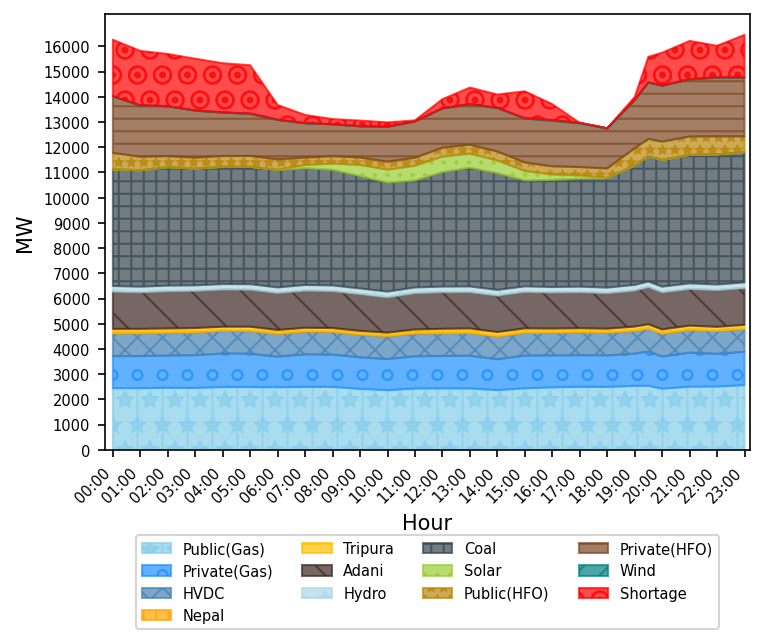 16000
15000
14000
13000
12000
11000
10000
9000
8000
7000
6000
5000
4000
3000
2000
1000
0
MW
00:00 01:00 02:00 03:00 04:00 05:00 06:00 07:00 08:00 09:00 10:00 11:00 12:00 13:00 14:00 15:00 16:00 17:00 18:00 19:00 20:00 21:00 22:00 23:00
Hour
Public(Gas) Tripura Coal Private(HFO)
Private(Gas) Adani Solar Wind
HVDC Hydro Public(HFO) Shortage
Nepal